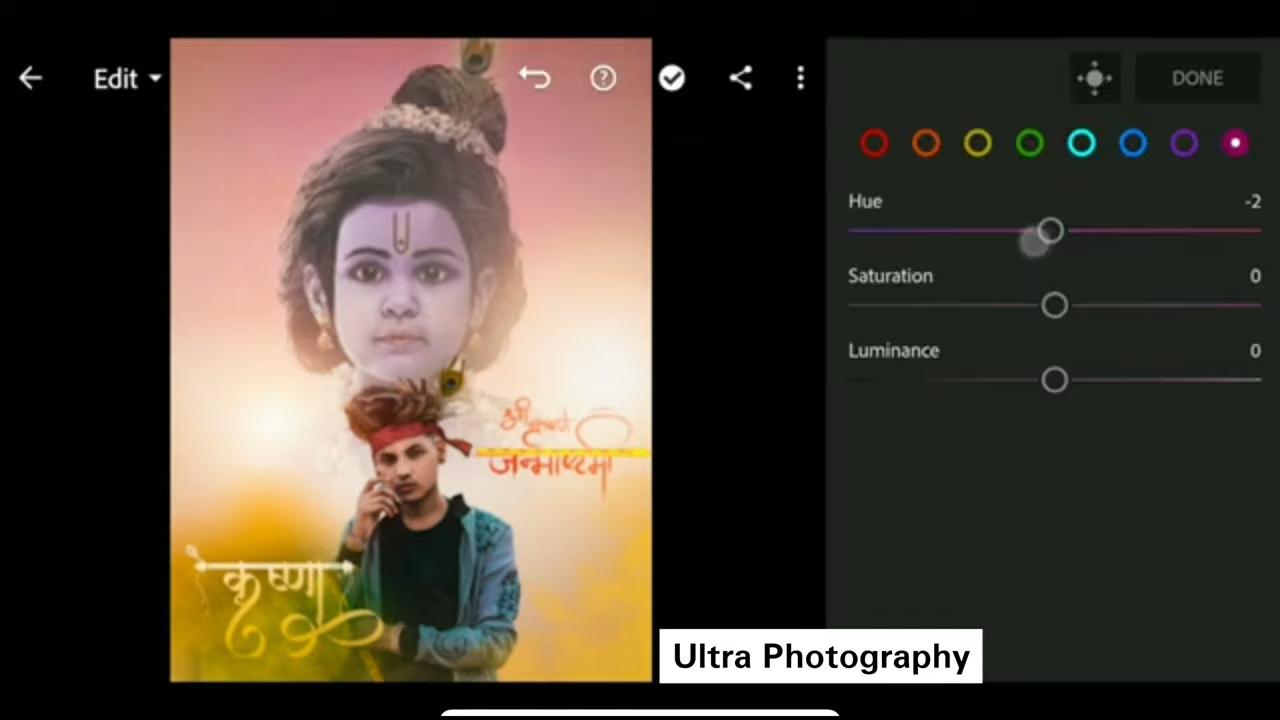 Edit
DONE
Hue -2
Saturation 0
Luminance 0
श्री कृष्ण
जन्माष्टमी
कृष्णा
Ultra Photography